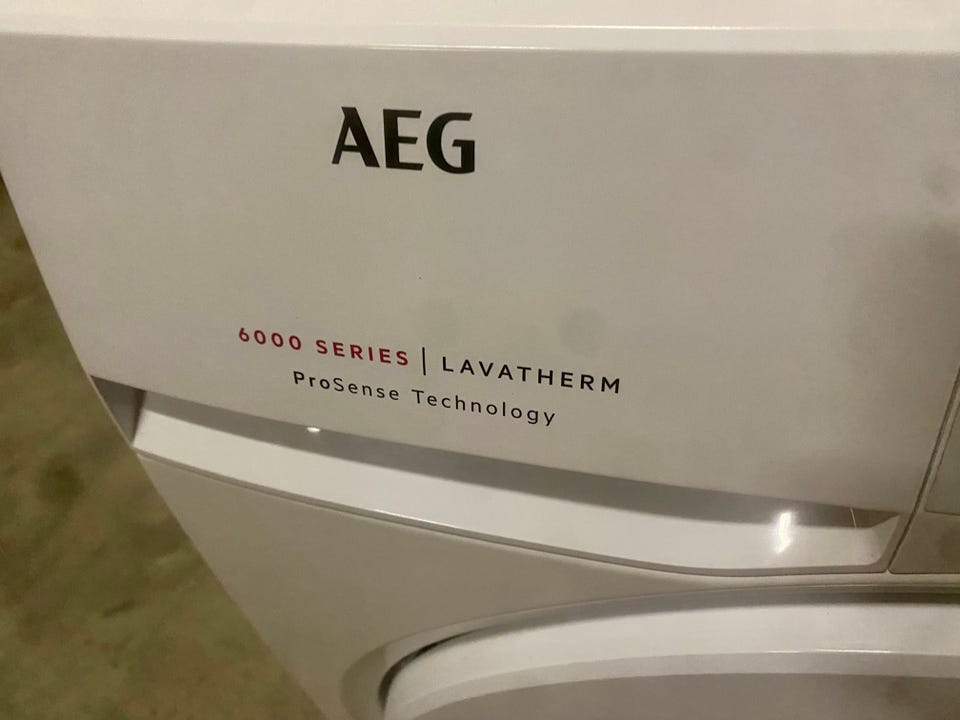 AEG
6000 SERIES | LAVATHERM
ProSense Technology